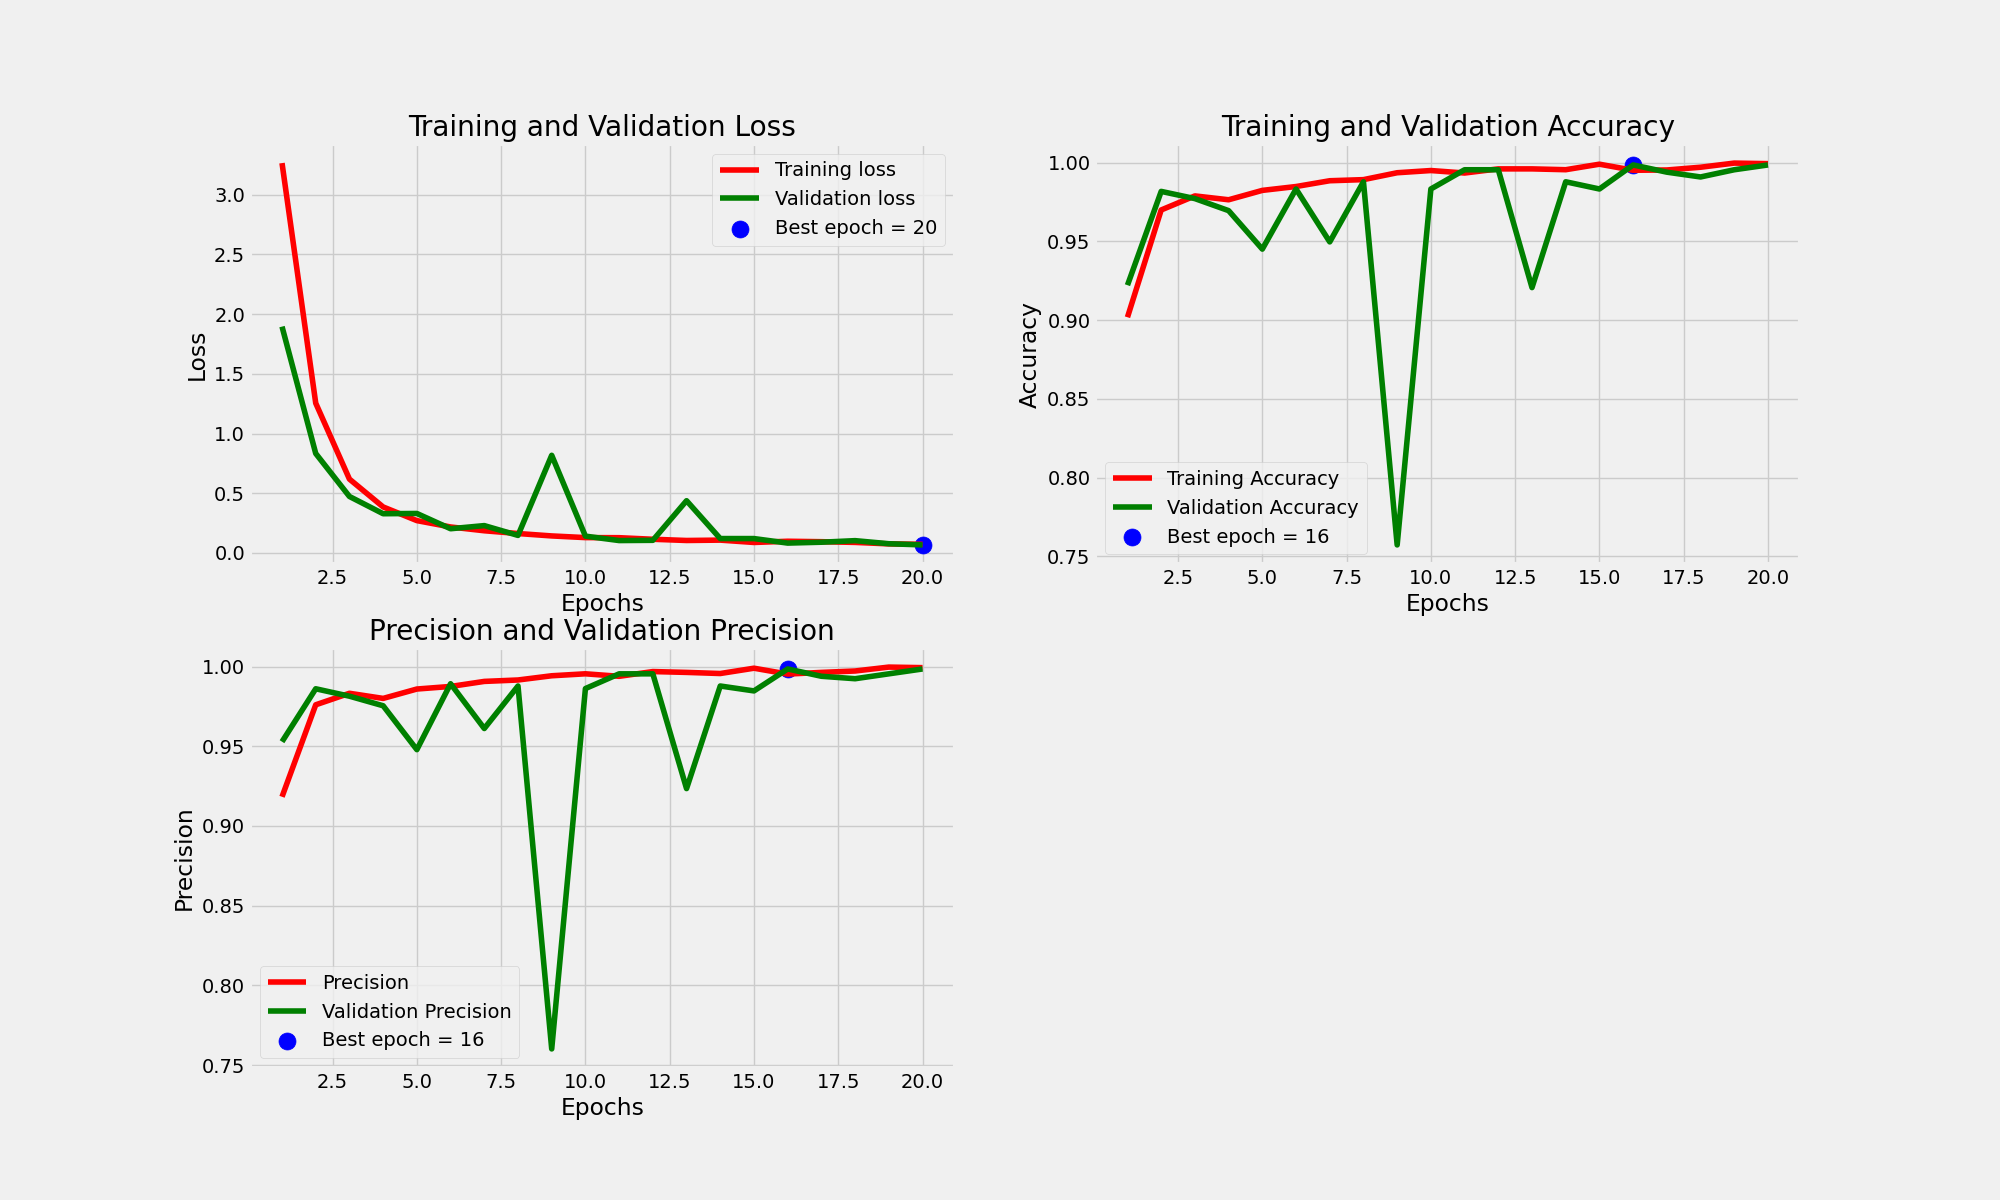 Training and Validation Loss
Loss
3.0
2.5
2.0
1.5
1.0
0.5
0.0
Training loss
Validation loss
Best epoch = 20
2.5 5.0 7.5 10.0 12.5 15.0 17.5 20.0
Epochs
Training and Validation Accuracy
Accuracy
1.00
0.95
0.90
0.85
0.80
0.75
Training Accuracy
Validation Accuracy
Best epoch = 16
2.5 5.0 7.5 10.0 12.5 15.0 17.5 20.0
Epochs
Precision and Validation Precision
Precision
1.00
0.95
0.90
0.85
0.80
0.75
Precision
Validation Precision
Best epoch = 16
2.5 5.0 7.5 10.0 12.5 15.0 17.5 20.0
Epochs